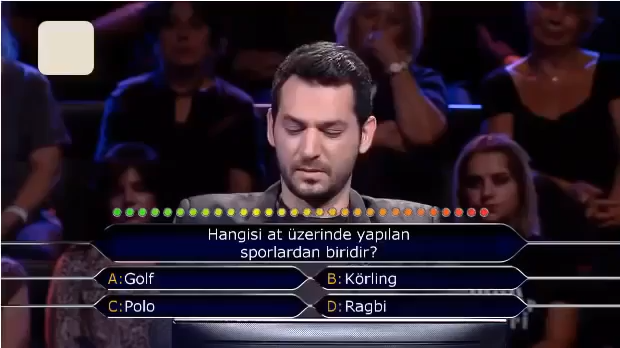 Hangisi at üzerinde yapılan
sporlardan biridir?
A: Golf
B: Körling
C: Polo
D: Ragbi